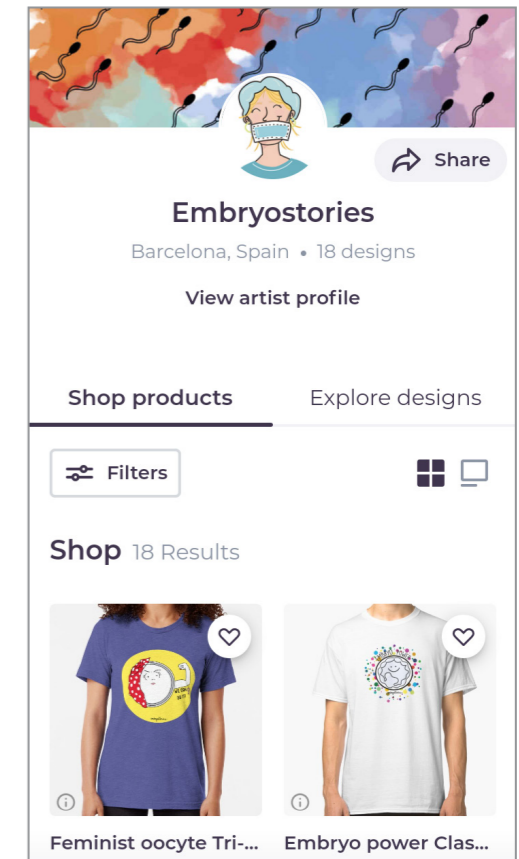 Share
Embryostories
Barcelona, Spain • 18 designs
View artist profile
Shop products Explore designs
Filters
Shop 18 Results
Feminist oocyte Tri-... Embryo power Clas...